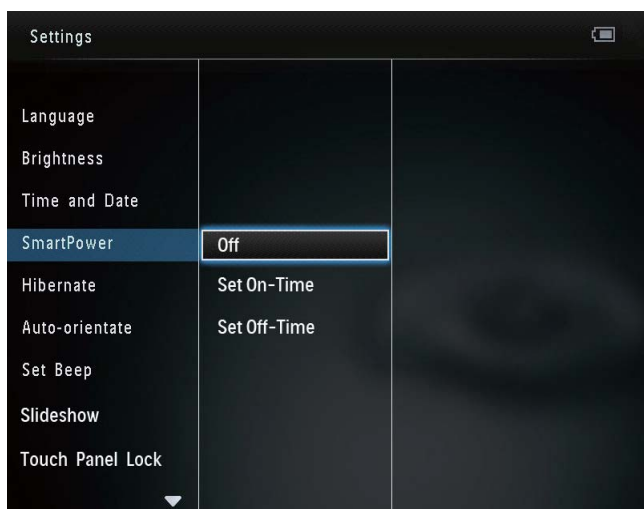 Settings
Language
Brightness
Time and Date
SmartPower
Off
Hibernate
Set On-Time
Auto-orientate
Set Off-Time
Set Beep
Slideshow
Touch Panel Lock